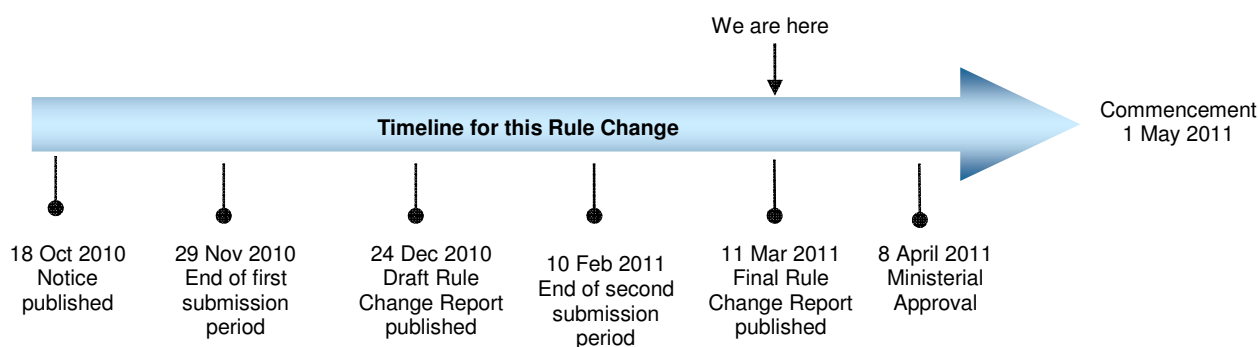 We are here
Timeline for this Rule Change
Commencement
1 May 2011
18 Oct 2010
Notice
published
29 Nov 2010
End of first
submission
period
24 Dec 2010
Draft Rule
Change Report
published
10 Feb 2011
End of second
submission
period
11 Mar 2011
Final Rule
Change Report
published
8 April 2011
Ministerial
Approval